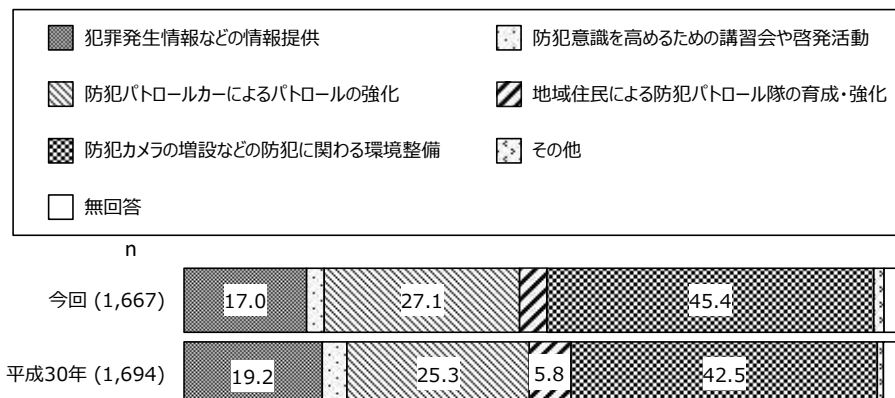 犯罪発生情報などの情報提供
防犯意識を高めるための講習会や啓発活動
防犯パトロールカーによるパトロールの強化
地域住民による防犯パトロール隊の育成・強化
防犯カメラの増設などの防犯に関わる環境整備
その他
無回答
n
今回 (1,667) 17.0 27.1 45.4
平成30年 (1,694) 19.2 25.3 5.8 42.5